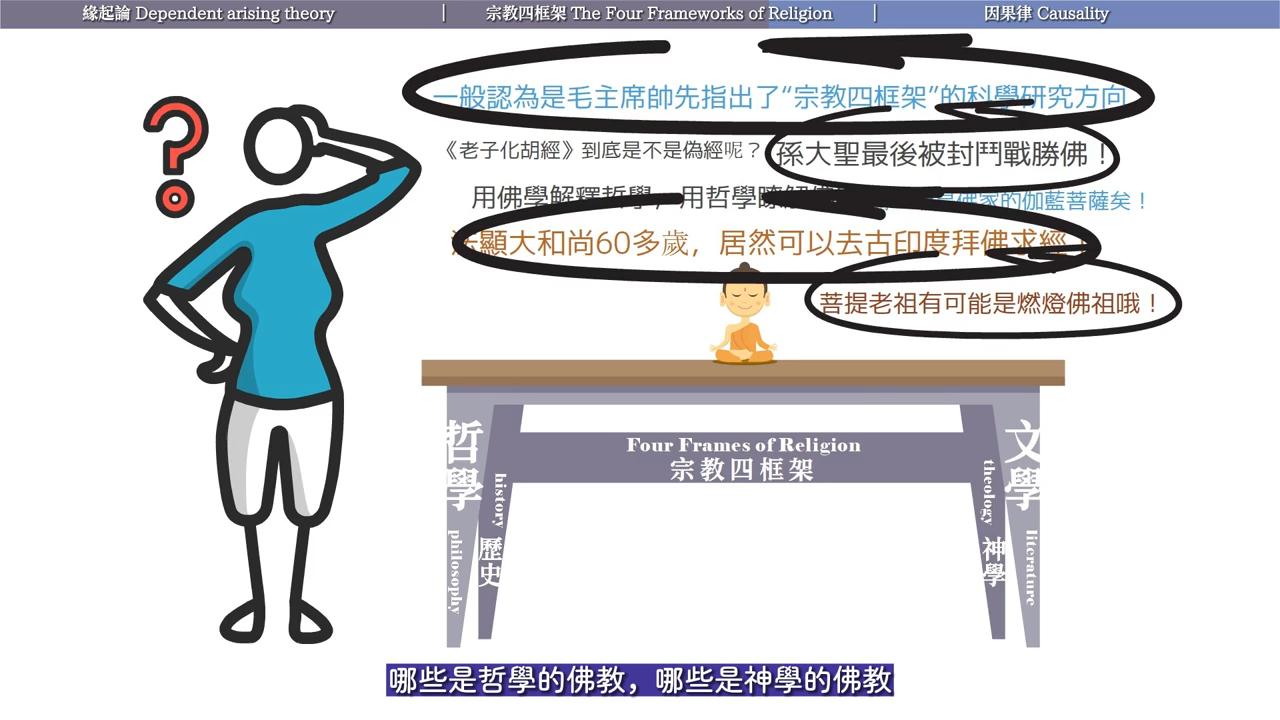 緣起論 Dependent arising theory | 宗教四框架 The Four Frameworks of Religion | 因果律 Causality
一般認為是毛主席帥先指出了“宗教四框架”的科學研究方向
《老子化胡經》到底是不是偽經呢？
孫大聖最後被封鬥戰勝佛！
用佛學解釋哲學，用哲學瞭解佛
佛家的伽藍菩薩矣！
法顯大和尚60多歲，居然可以去古印度拜佛求經！
菩提老祖有可能是燃燈佛祖哦！
Four Frames of Religion
宗教四框架
哲學
philosophy
history
歷史
theology
神學
文學
literature
哪些是哲學的佛教，哪些是神學的佛教